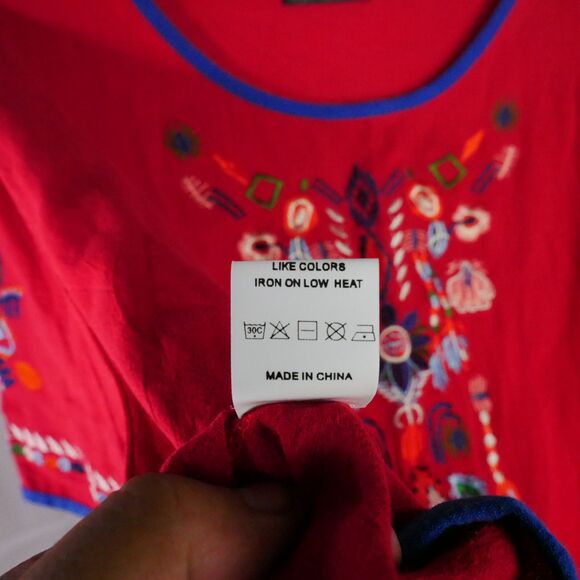 LIKE COLORS
IRON ON LOW HEAT
30C
MADE IN CHINA